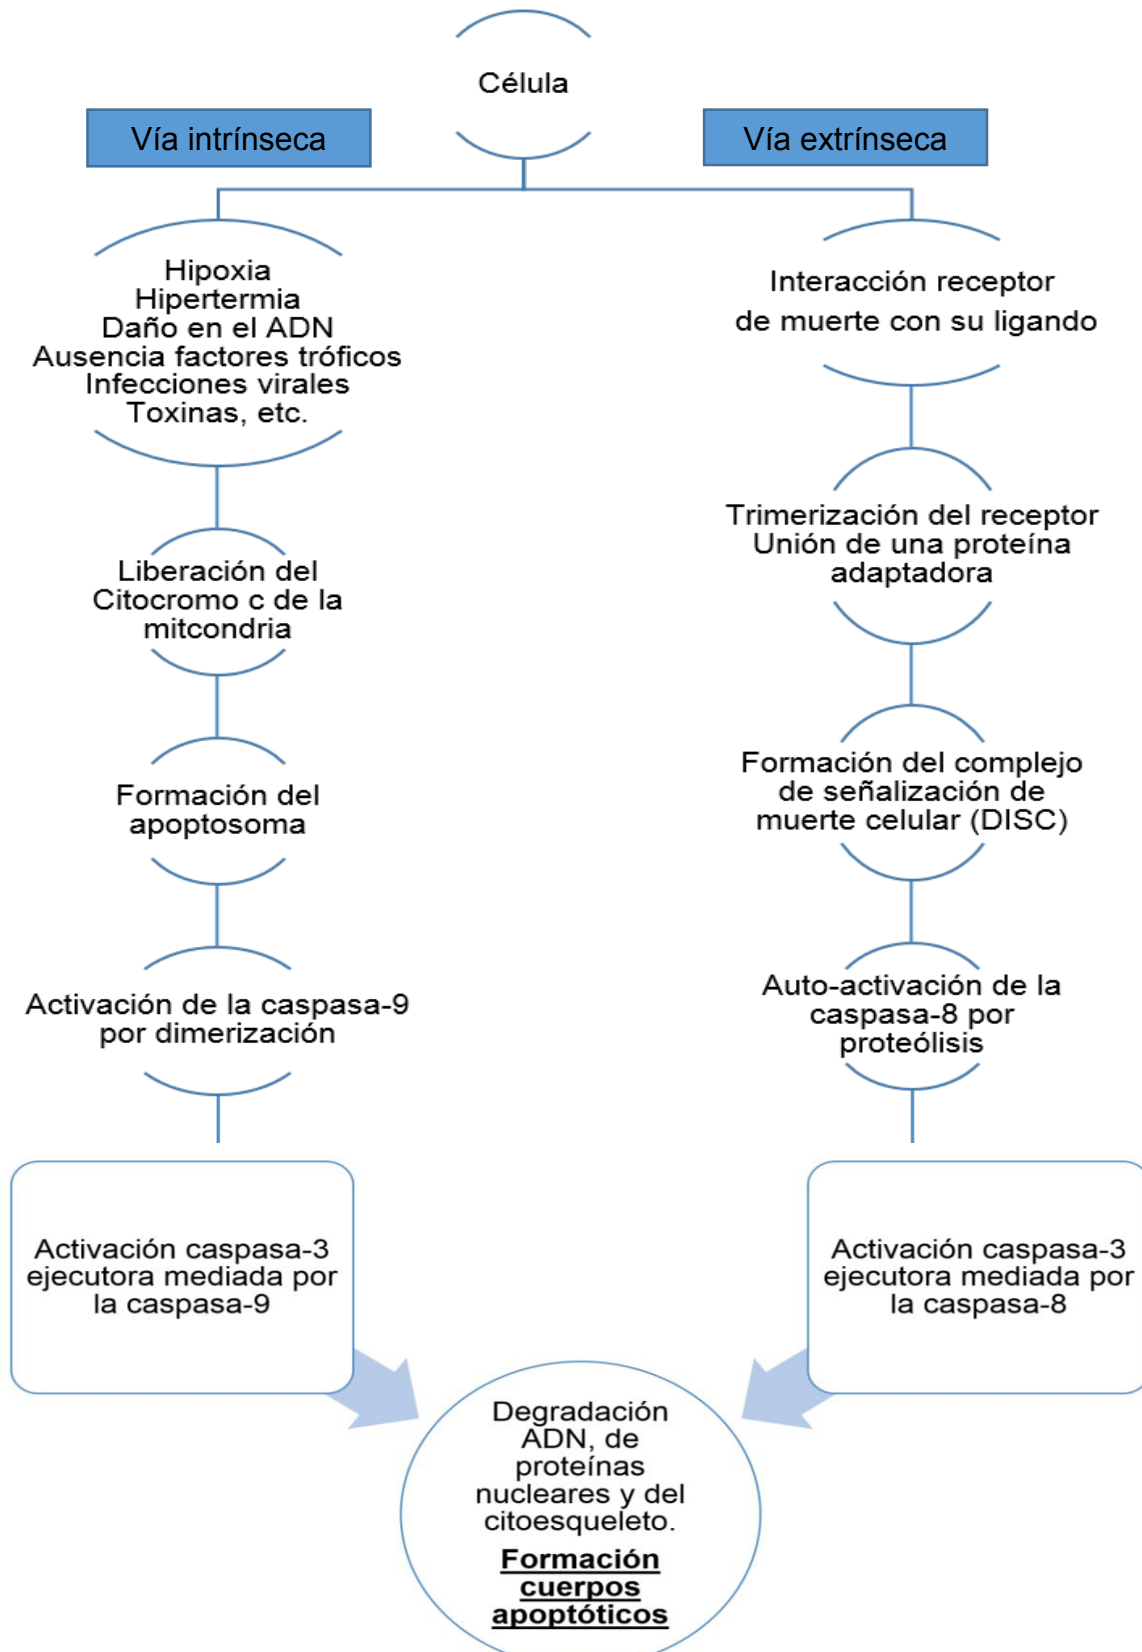 Célula
Vía intrínseca
Vía extrínseca
Hipoxia
Hipertermia
Daño en el ADN
Ausencia factores tróficos
Infecciones virales
Toxinas, etc.
Liberación del
Citocromo c de la
mitcondria
Formación del
apoptosoma
Activación de la caspasa-9
por dimerización
Activación caspasa-3
ejecutora mediada por
la caspasa-9
Interacción receptor
de muerte con su ligando
Trimerización del receptor
Unión de una proteína
adaptadora
Formación del complejo
de señalización de
muerte celular (DISC)
Auto-activación de la
caspasa-8 por
proteólisis
Activación caspasa-3
ejecutora mediada por
la caspasa-8
Degradación
ADN, de
proteínas
nucleares y del
citoesqueleto.
Formación
cuerpos
apoptóticos